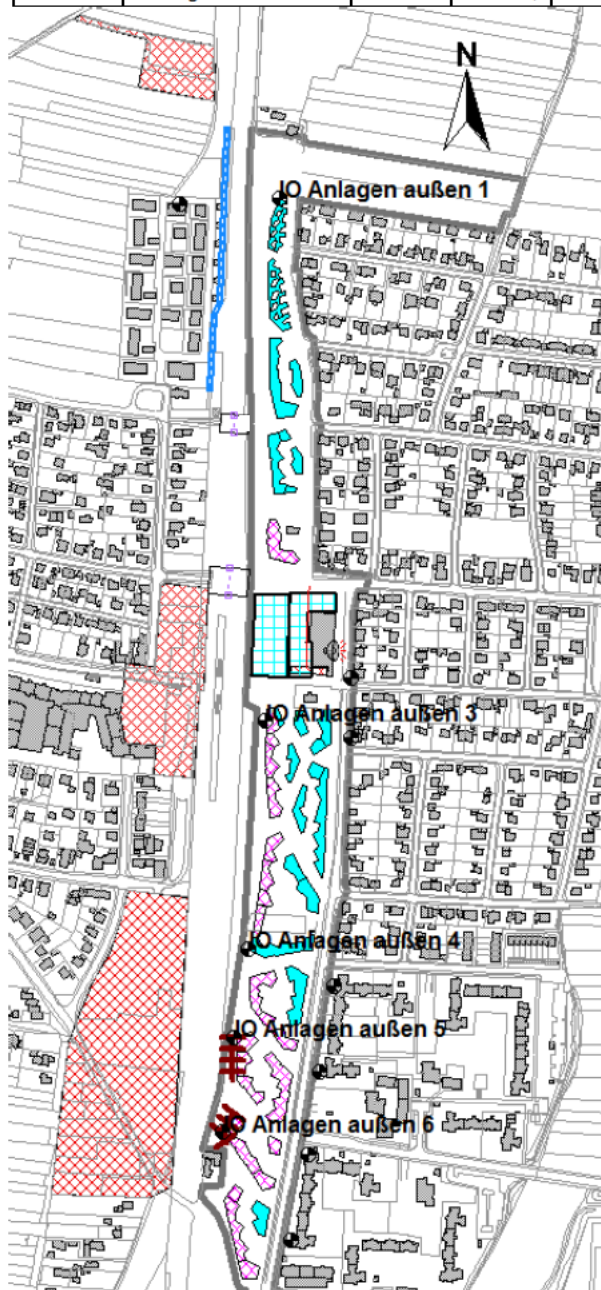 N
IO Anlagen außen 1
IO Anlagen außen 3
IO Anlagen außen 4
IO Anlagen außen 5
IO Anlagen außen 6